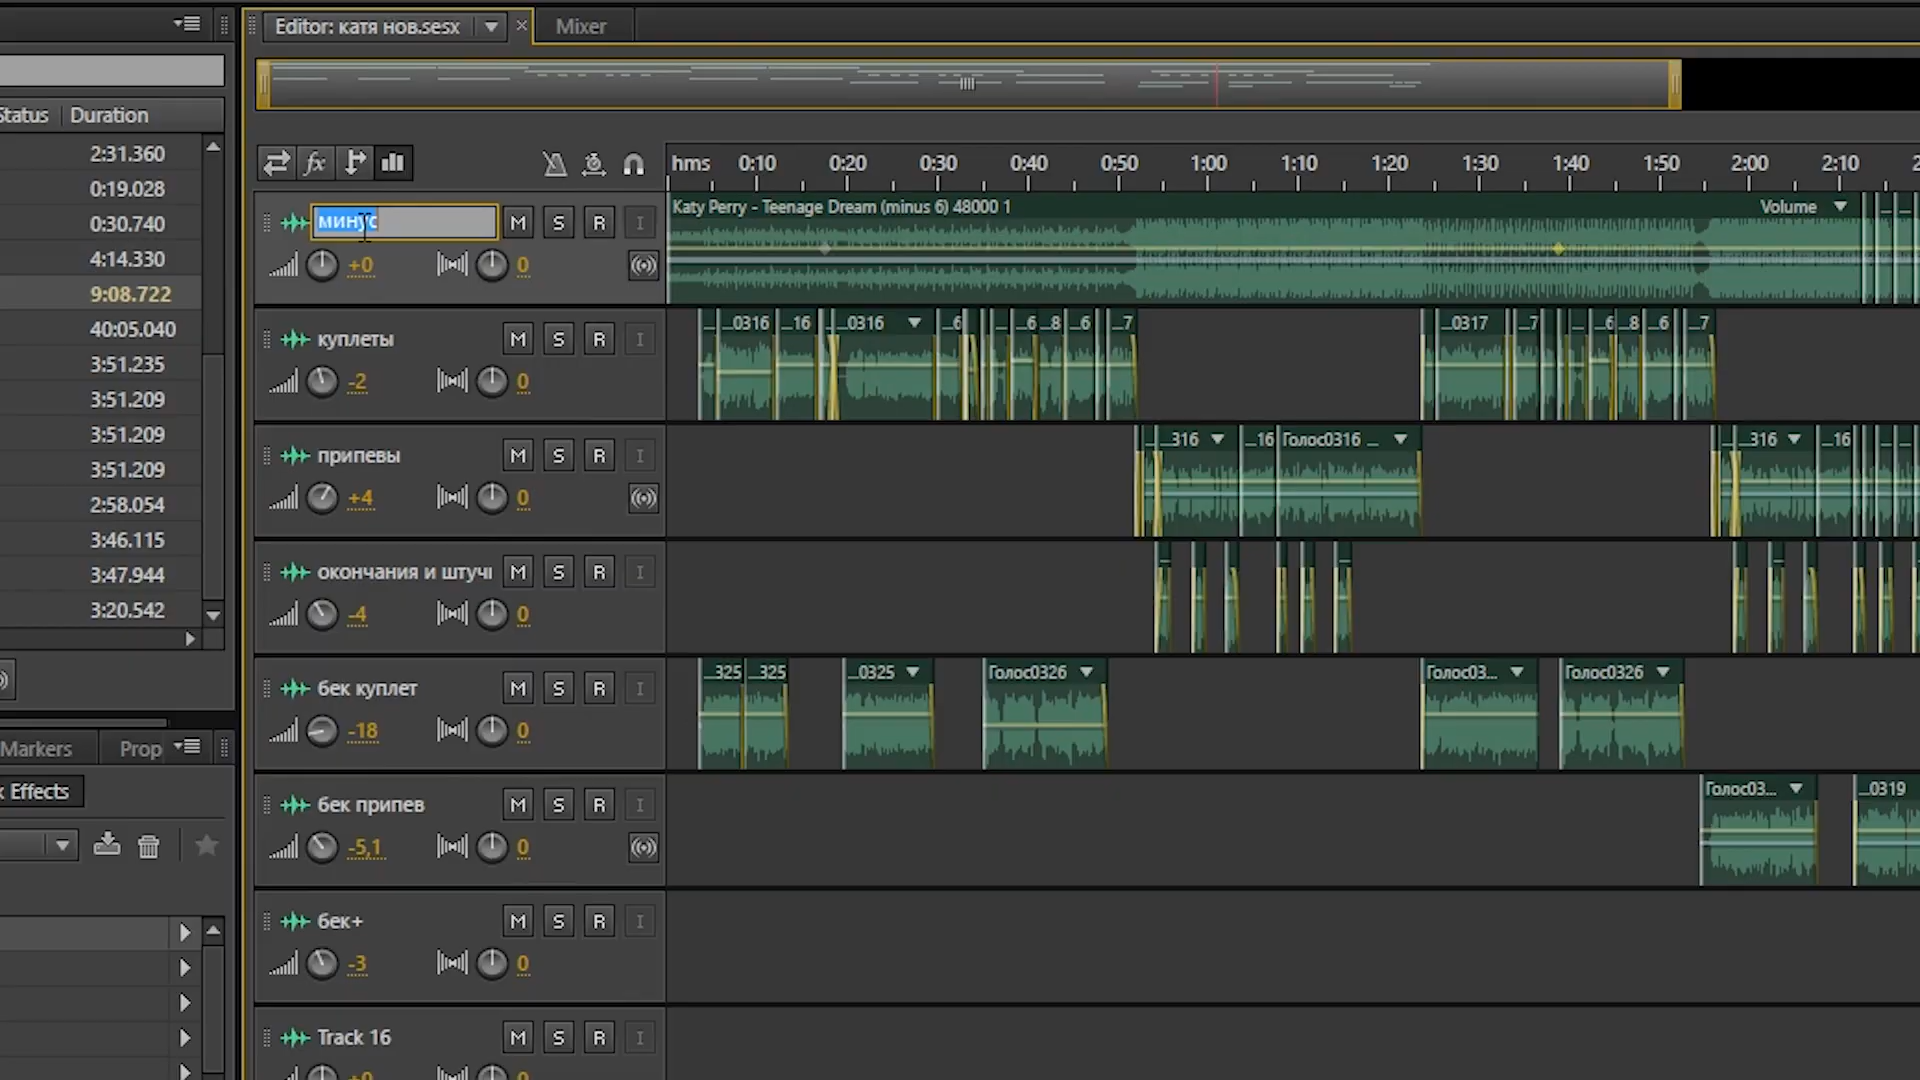 Editor: катя нов.sesx
Mixer
Status
Duration
2:31.360
0:19.028
0:30.740
4:14.330
9:08.722
40:05.040
3:51.235
3:51.209
3:51.209
3:51.209
2:58.054
3:46.115
3:47.944
3:20.542
Markers
Prop
Effects
fx
hms 0:10 0:20 0:30 0:40 0:50 1:00 1:10 1:20 1:30 1:40 1:50 2:00 2:10
минус M S R I
+0 0
Katy Perry - Teenage Dream (minus 6) 48000 1
Volume
куплеты M S R I
-2 0
_0316 _16 _0316 _6 _6 _8 _6 _7 _0317 _7 _6 _8 _6 _7
припевы M S R I
+4 0
_316 _16 Голос0316 _ _316 _16
окончания и штучı M S R I
-4 0
бек куплет M S R I
-18 0
_325 _325 _0325 Голос0326 Голос03... Голос0326
бек припев M S R I
-5,1 0
Голос03... _0319
бек+ M S R I
-3 0
Track 16 M S R I
+0 0